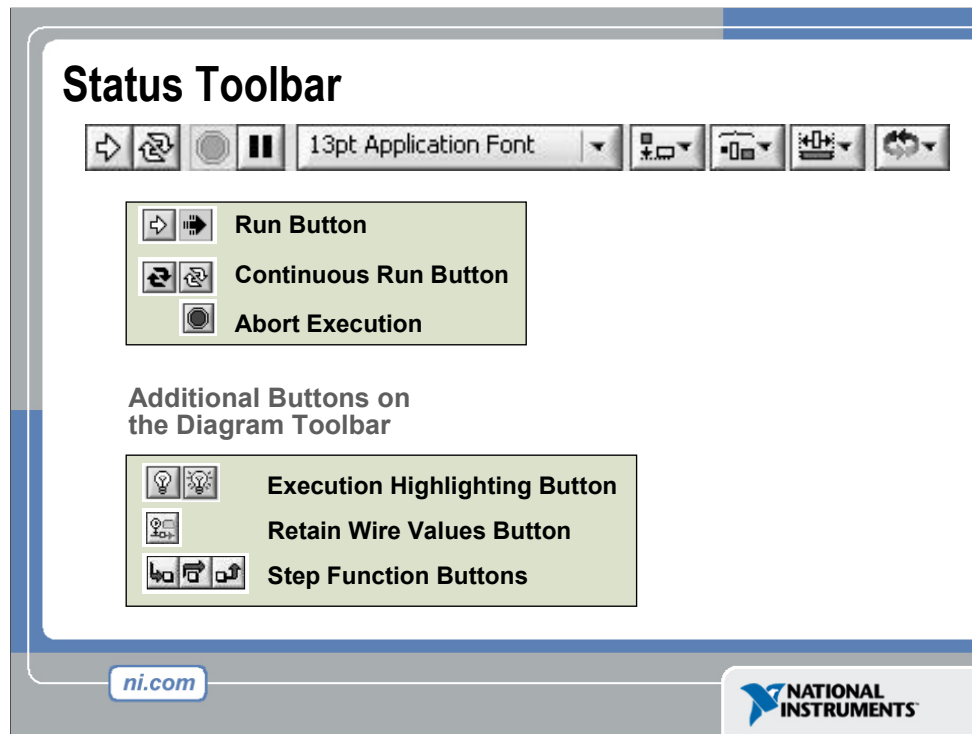 Status Toolbar
13pt Application Font
Run Button
Continuous Run Button
Abort Execution
Additional Buttons on
the Diagram Toolbar
Execution Highlighting Button
Retain Wire Values Button
Step Function Buttons
ni.com
NATIONAL
INSTRUMENTS